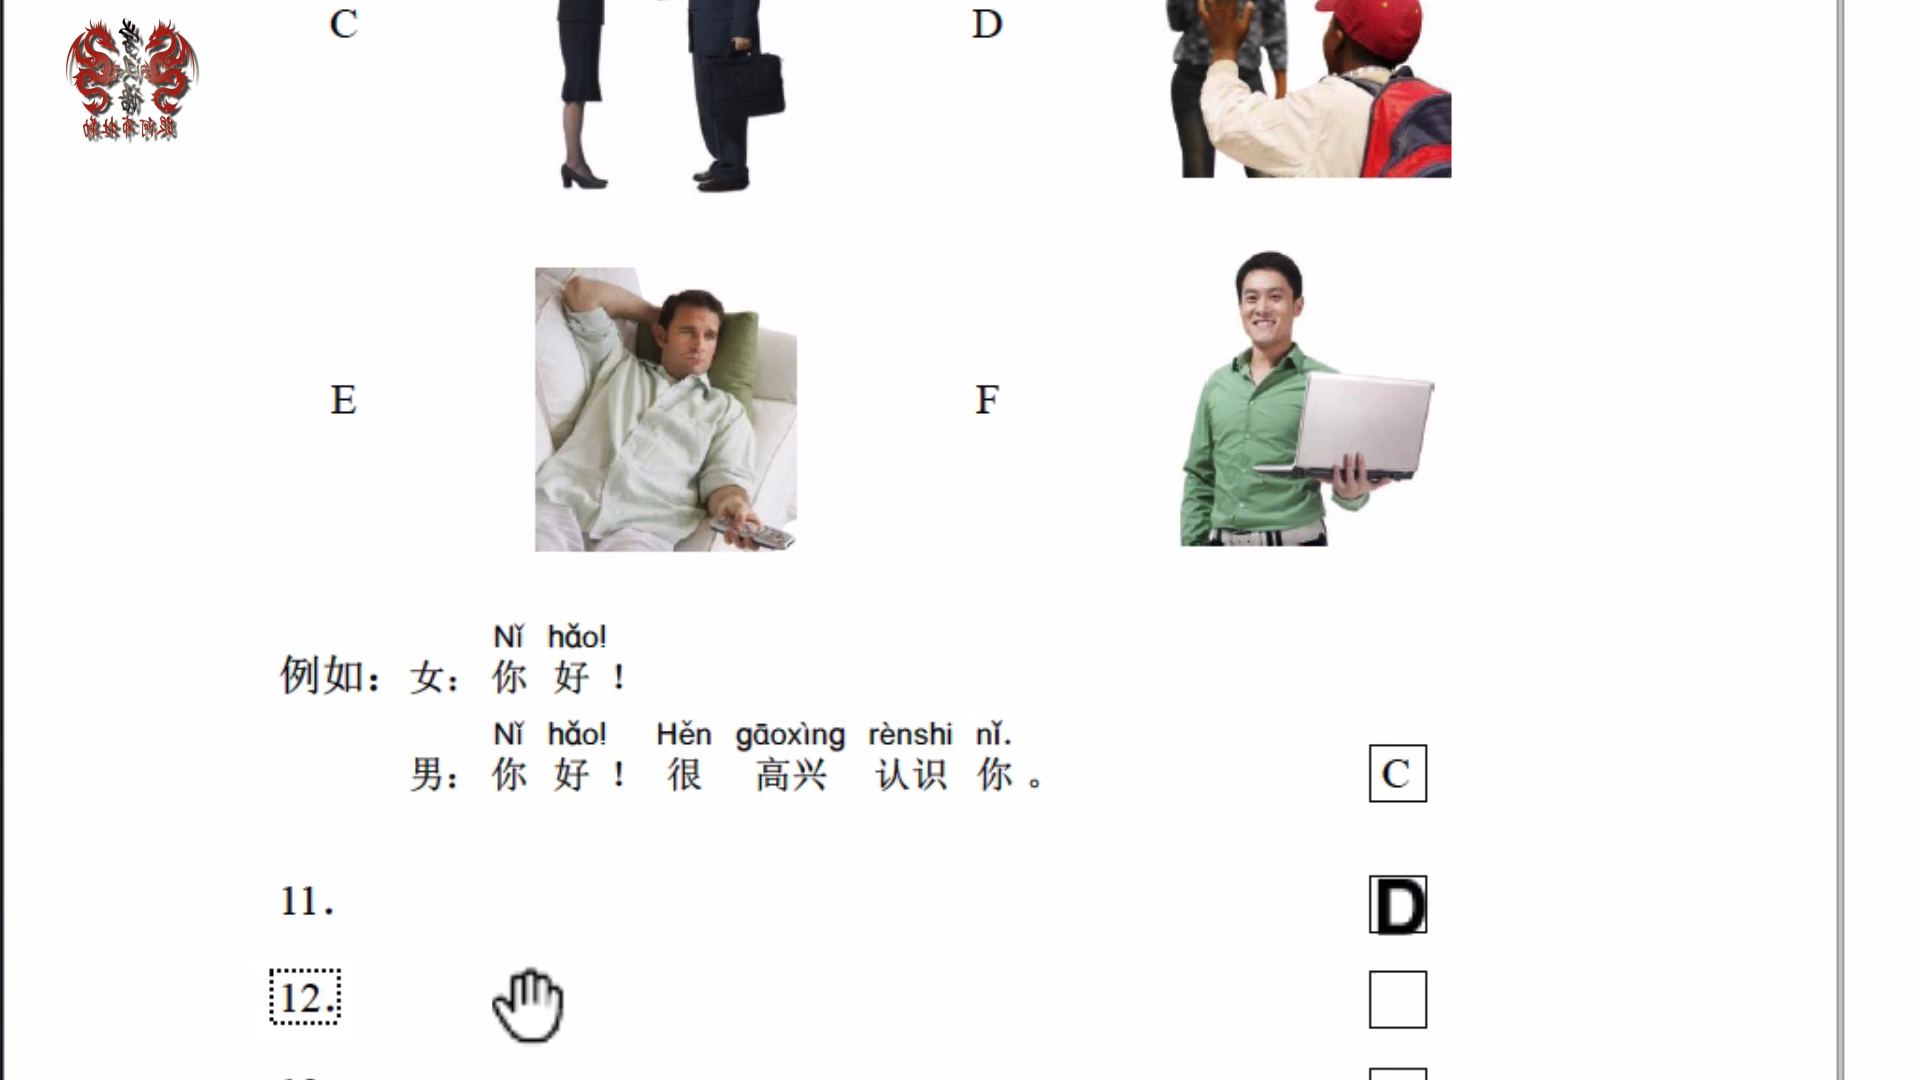 C
D
E
F
Nǐ hǎo!
例如：女：你 好 ！
Nǐ hǎo! Hěn gāoxìng rènshi nǐ.
男：你 好 ！ 很 高兴 认识 你 。
C
11.
D
12.